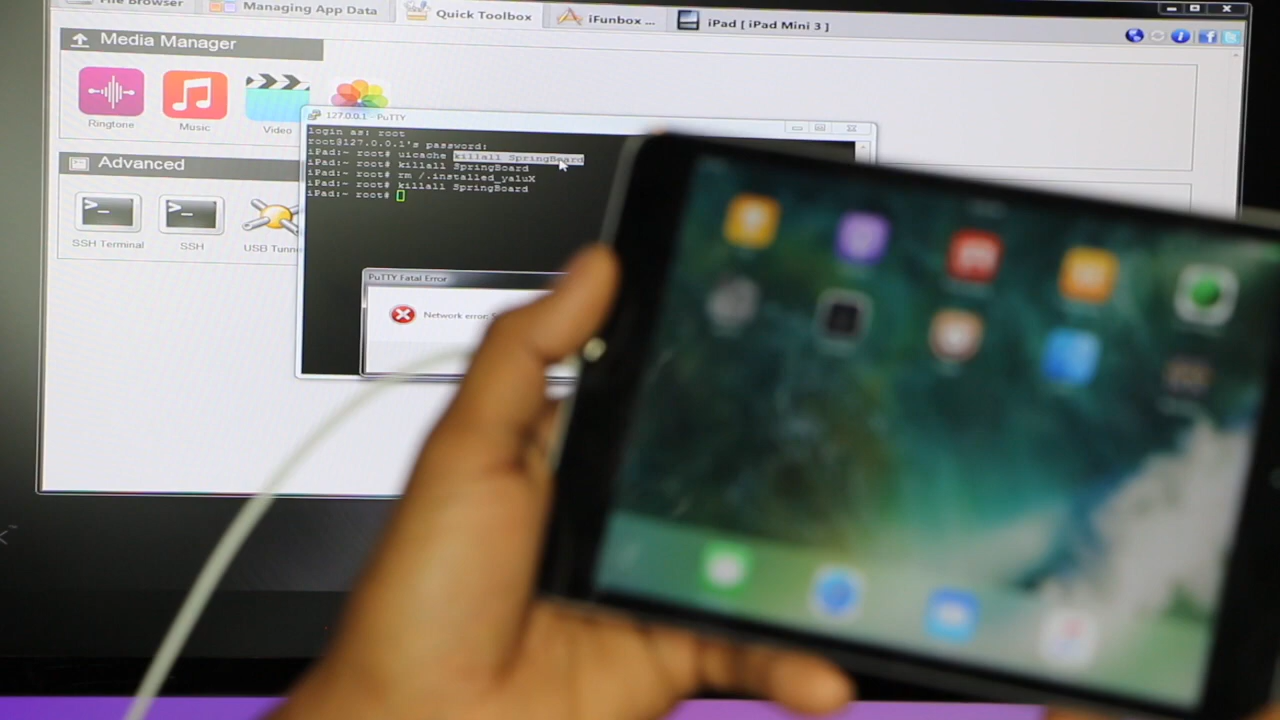 File Browser
Managing App Data
Quick Toolbox
iFunbox ...
iPad [ iPad Mini 3 ]
Media Manager
Ringtone
Music
Video
127.0.0.1 - PuTTY
login as: root
root@127.0.0.1's password:
iPad:~ root# uicache killall SpringBoard
iPad:~ root# killall SpringBoard
iPad:~ root# rm /.installed_yaluX
iPad:~ root# killall SpringBoard
iPad:~ root#
Advanced
SSH Terminal
SSH
USB Tunn
PuTTY Fatal Error
Network error: S